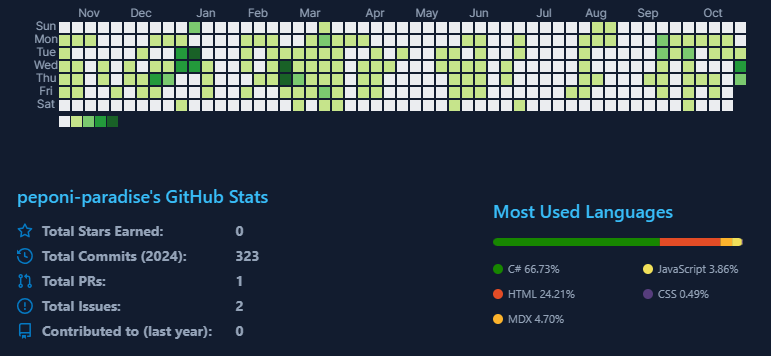 Nov Dec Jan Feb Mar Apr May Jun Jul Aug Sep Oct
Sun
Mon
Tue
Wed
Thu
Fri
Sat
peponi-paradise's GitHub Stats
Total Stars Earned: 0
Total Commits (2024): 323
Total PRs: 1
Total Issues: 2
Contributed to (last year): 0
Most Used Languages
C# 66.73% JavaScript 3.86%
HTML 24.21% CSS 0.49%
MDX 4.70%